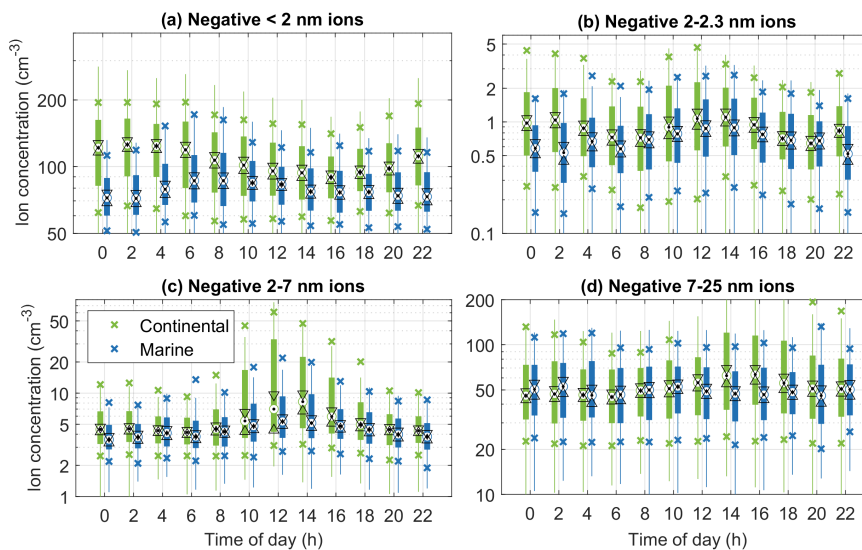 (a) Negative < 2 nm ions
Ion concentration (cm-3)
200
100
50
0 2 4 6 8 10 12 14 16 18 20 22
(b) Negative 2-2.3 nm ions
5
1
0.5
0.1
0 2 4 6 8 10 12 14 16 18 20 22
(c) Negative 2-7 nm ions
Ion concentration (cm-3)
50
20
10
5
2
1
Continental
Marine
0 2 4 6 8 10 12 14 16 18 20 22
Time of day (h)
(d) Negative 7-25 nm ions
200
100
50
20
10
0 2 4 6 8 10 12 14 16 18 20 22
Time of day (h)